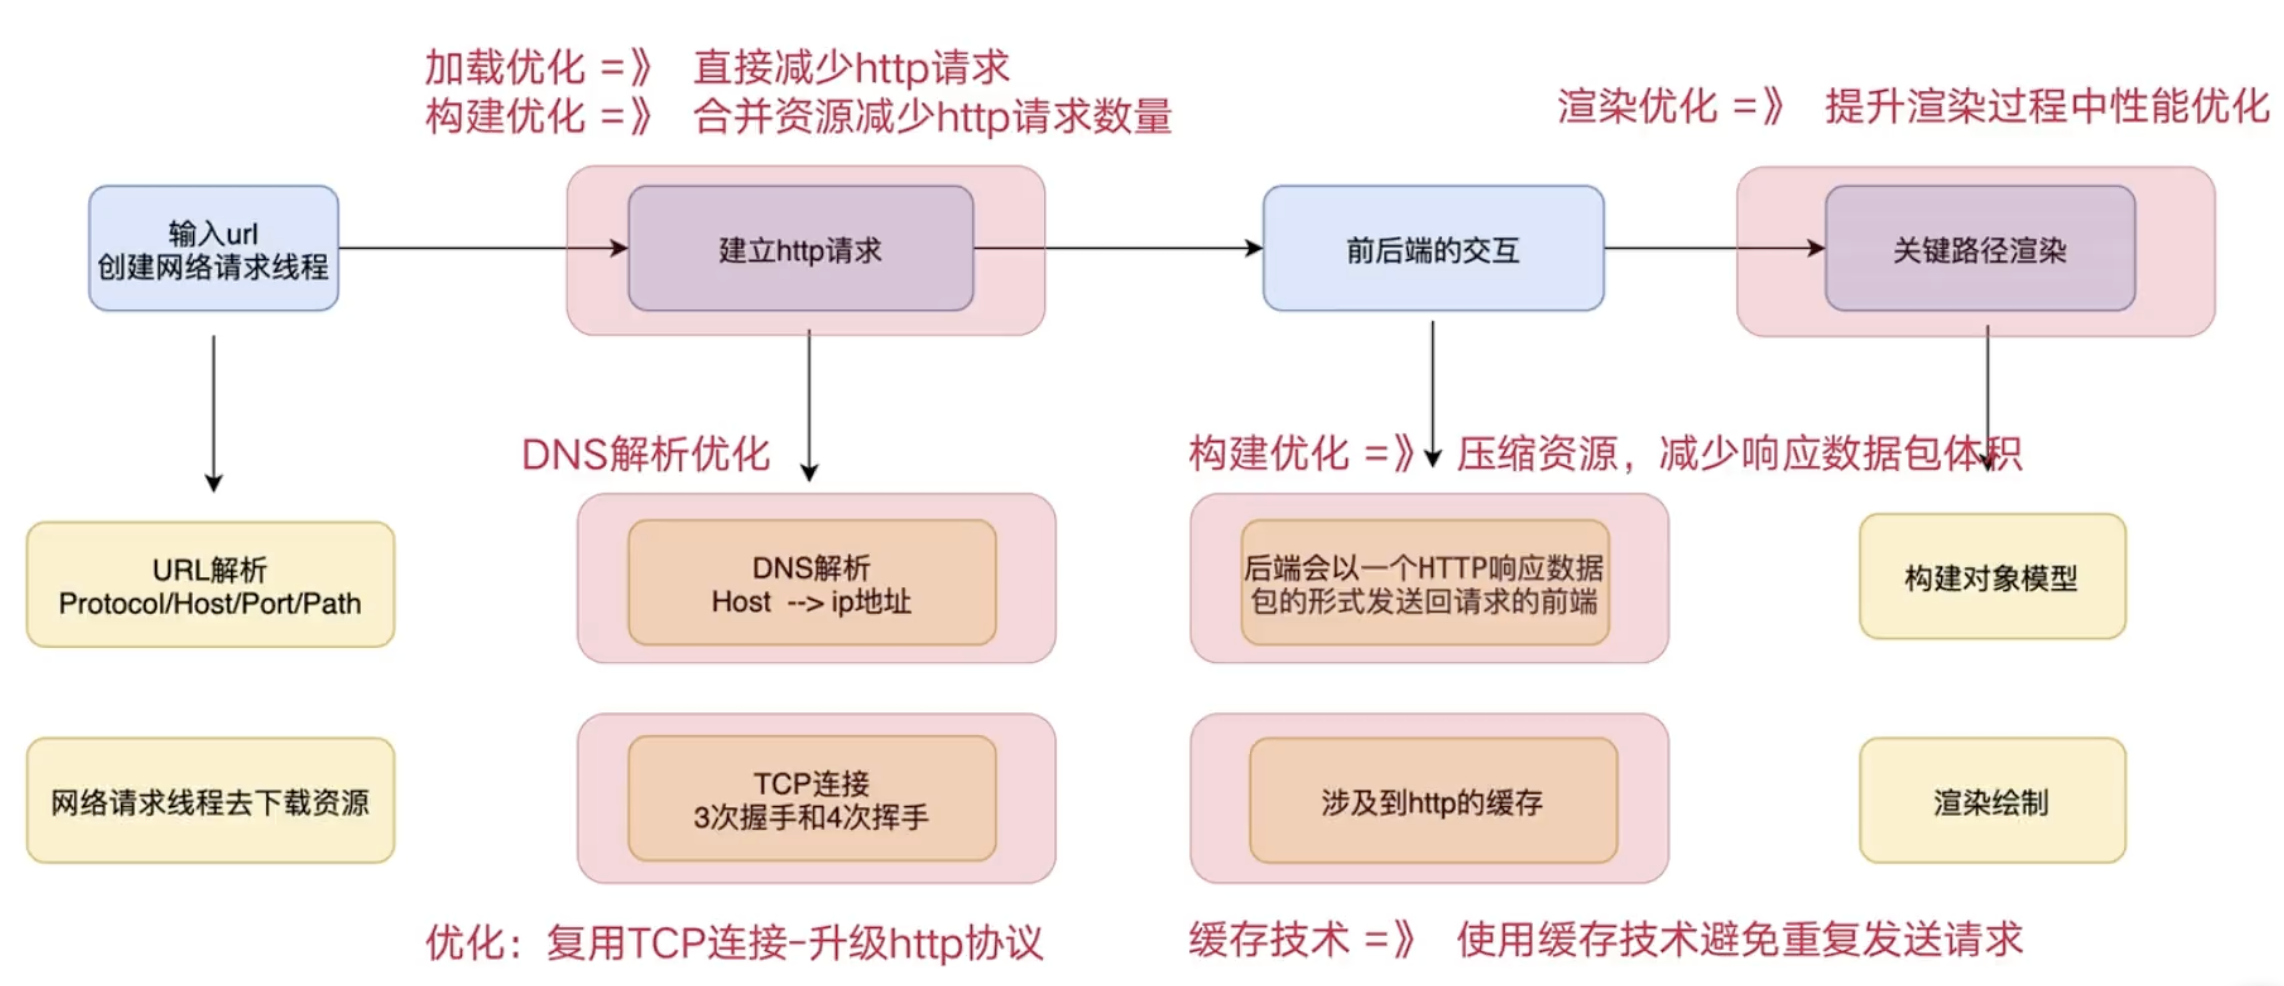 加载优化 =》 直接减少http请求
构建优化 =》 合并资源减少http请求数量
渲染优化 =》 提升渲染过程中性能优化
输入url
创建网络请求线程
建立http请求
前后端的交互
关键路径渲染
DNS解析优化
构建优化 =》 压缩资源，减少响应数据包体积
URL解析
Protocol/Host/Port/Path
DNS解析
Host --> ip地址
后端会以一个HTTP响应数据
包的形式发送回请求的前端
构建对象模型
网络请求线程去下载资源
TCP连接
3次握手和4次挥手
涉及到http的缓存
渲染绘制
优化：复用TCP连接-升级http协议
缓存技术 =》 使用缓存技术避免重复发送请求